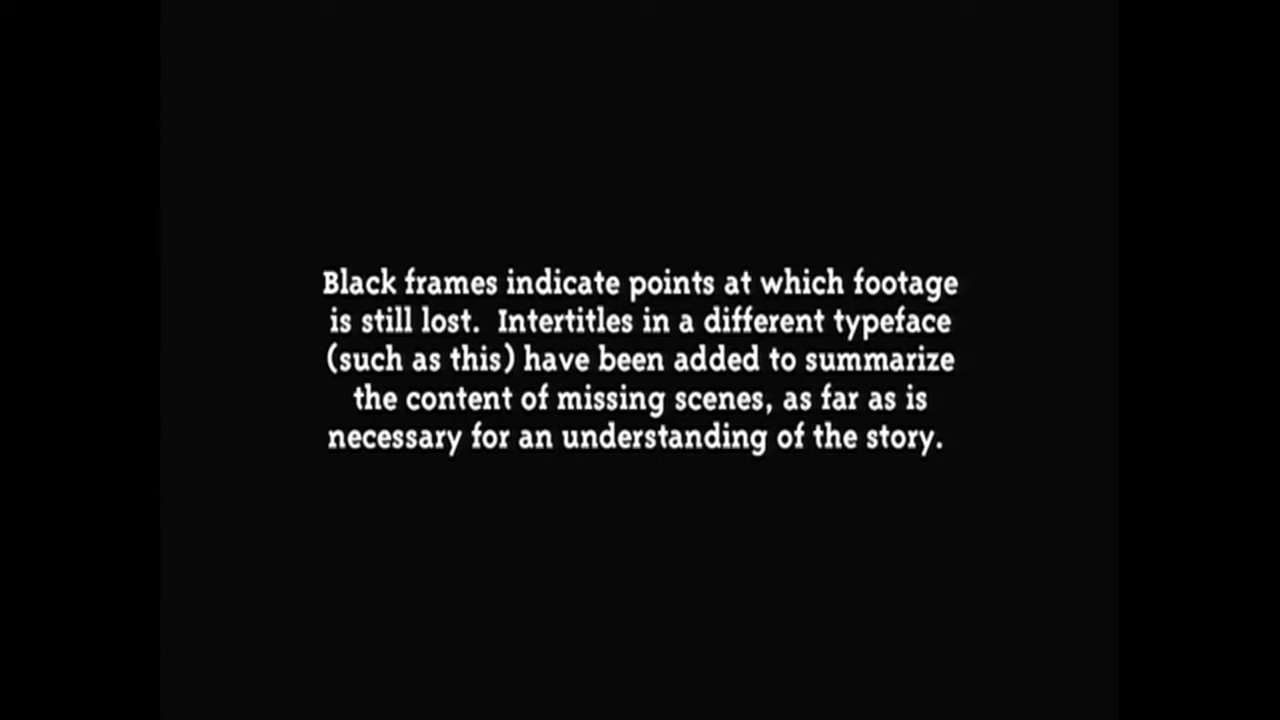 Black frames indicate points at which footage
is still lost.  Intertitles in a different typeface
(such as this) have been added to summarize
the content of missing scenes, as far as is
necessary for an understanding of the story.